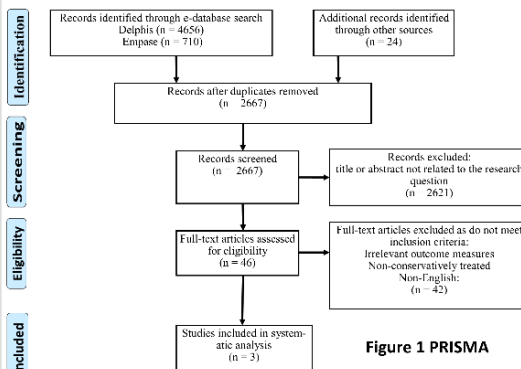 Identification
Records identified through e-database search
Delphis (n = 4656)
Empase (n = 710)
Additional records identified
through other sources
(n = 24)
Records after duplicates removed
(n 2667)
Screening
Records screened
(n = 2667)
Records excluded:
title or abstract not related to the research
question
(n = 2621)
Eligibility
Full-text articles assessed
for eligibility
(n = 46)
Full-text articles excluded as do not meet
inclusion criteria:
Irrelevant outcome measures
Non-conservatively treated
Non-English:
(n = 42)
ncluded
Studies included in system-
atic analysis
(n = 3)
Figure 1 PRISMA